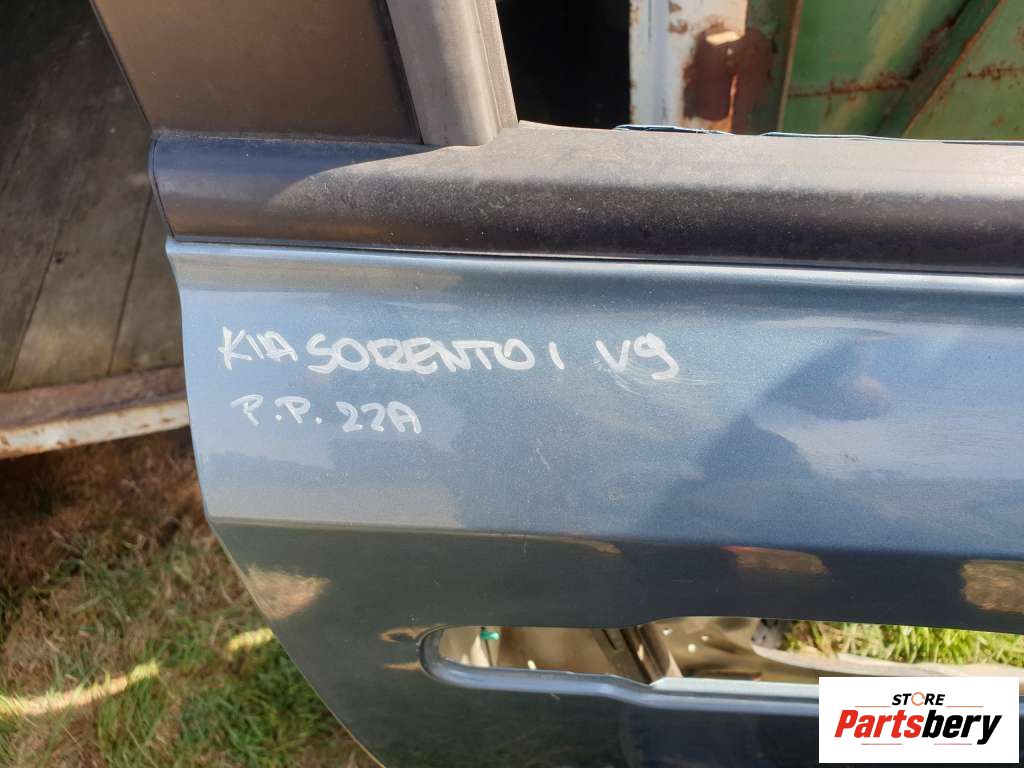 KIA SORENTO I V9
P.P. 22A
STORE
Partsbery